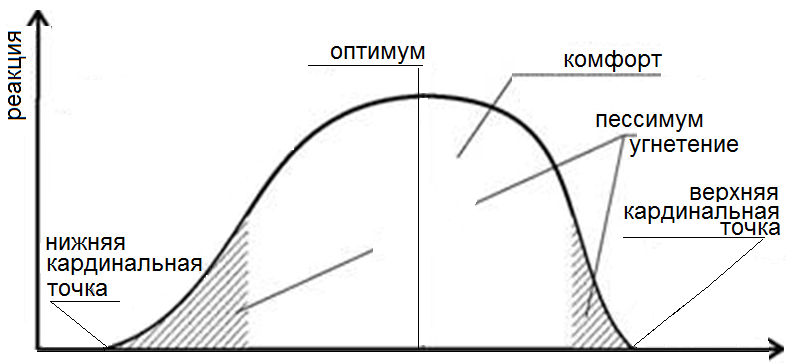 реакция
оптимум
комфорт
пессимум
угнетение
верхняя
кардинальная
точка
нижняя
кардинальная
точка